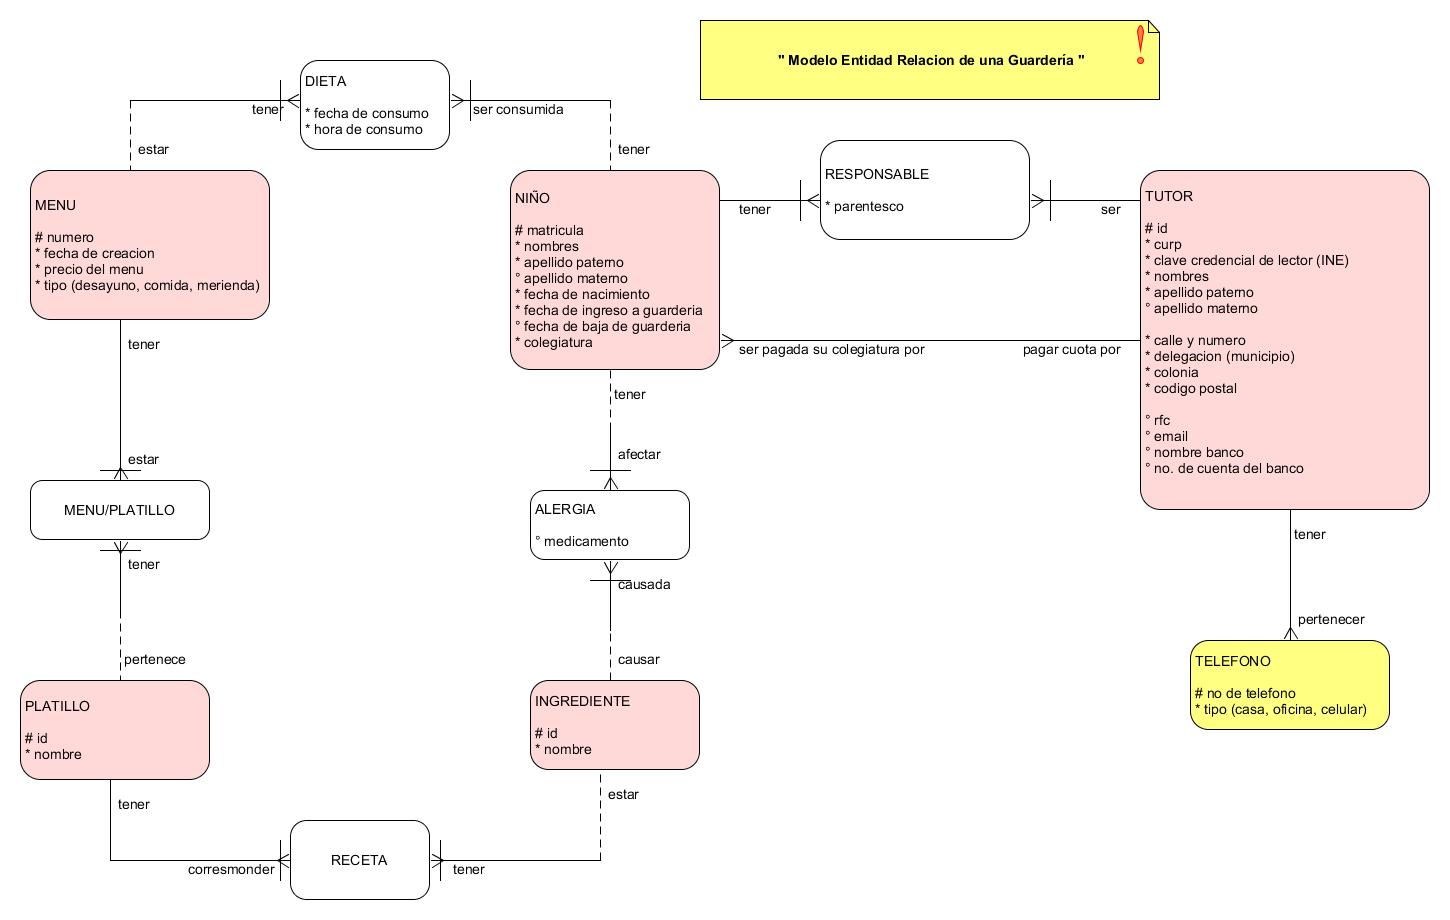 " Modelo Entidad Relacion de una Guardería "
DIETA
* fecha de consumo
* hora de consumo
tener
ser consumida
estar
tener
MENU
# numero
* fecha de creacion
* precio del menu
* tipo (desayuno, comida, merienda)
NIÑO
# matricula
* nombres
* apellido paterno
° apellido materno
* fecha de nacimiento
* fecha de ingreso a guarderia
° fecha de baja de guarderia
* colegiatura
RESPONSABLE
* parentesco
tener
ser
TUTOR
# id
* curp
* clave credencial de lector (INE)
* nombres
* apellido paterno
° apellido materno
* calle y numero
* delegacion (municipio)
* colonia
* codigo postal
° rfc
° email
° nombre banco
° no. de cuenta del banco
ser pagada su colegiatura por
pagar cuota por
tener
estar
MENU/PLATILLO
tener
pertenece
tener
afectar
ALERGIA
° medicamento
causada
causar
tener
pertenecer
TELEFONO
# no de telefono
* tipo (casa, oficina, celular)
PLATILLO
# id
* nombre
INGREDIENTE
# id
* nombre
tener
estar
corresmonder
RECETA
tener